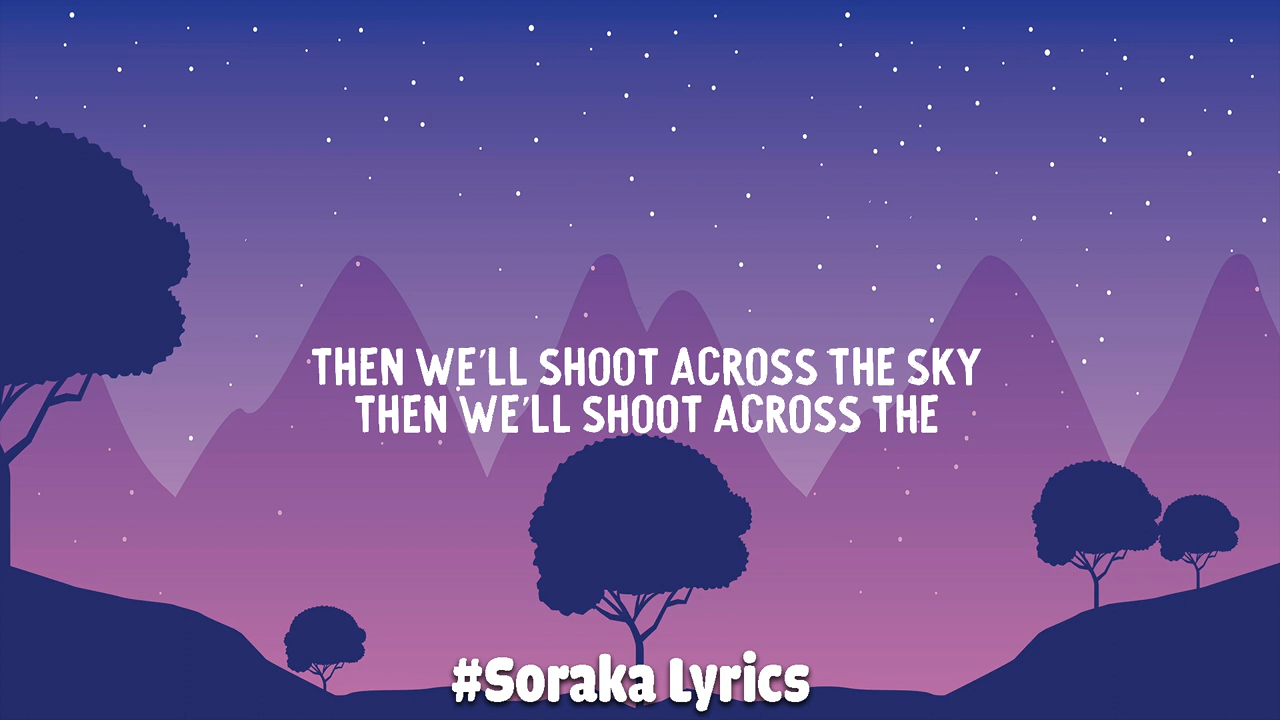 THEN WE'LL SHOOT ACROSS THE SKY
THEN WE'LL SHOOT ACROSS THE
#Soraka Lyrics